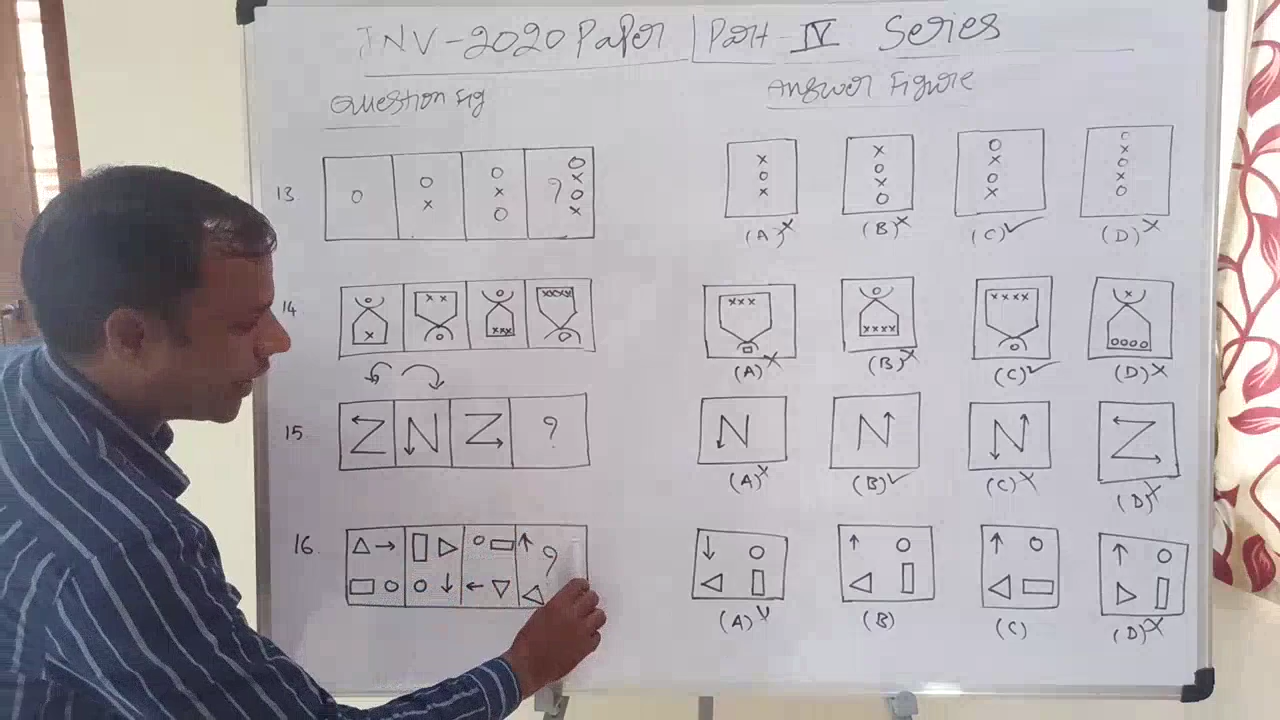 JNV-2020 Paper | Part - IV Series
Question fig
Answer Figure
13
?
(A) (B) (C) (D)
14
(A) (B) (C) (D)
15.
Z N Z ?
N N N Z
(A) (B) (C) (D)
16.
?
(A) (B) (C) (D)